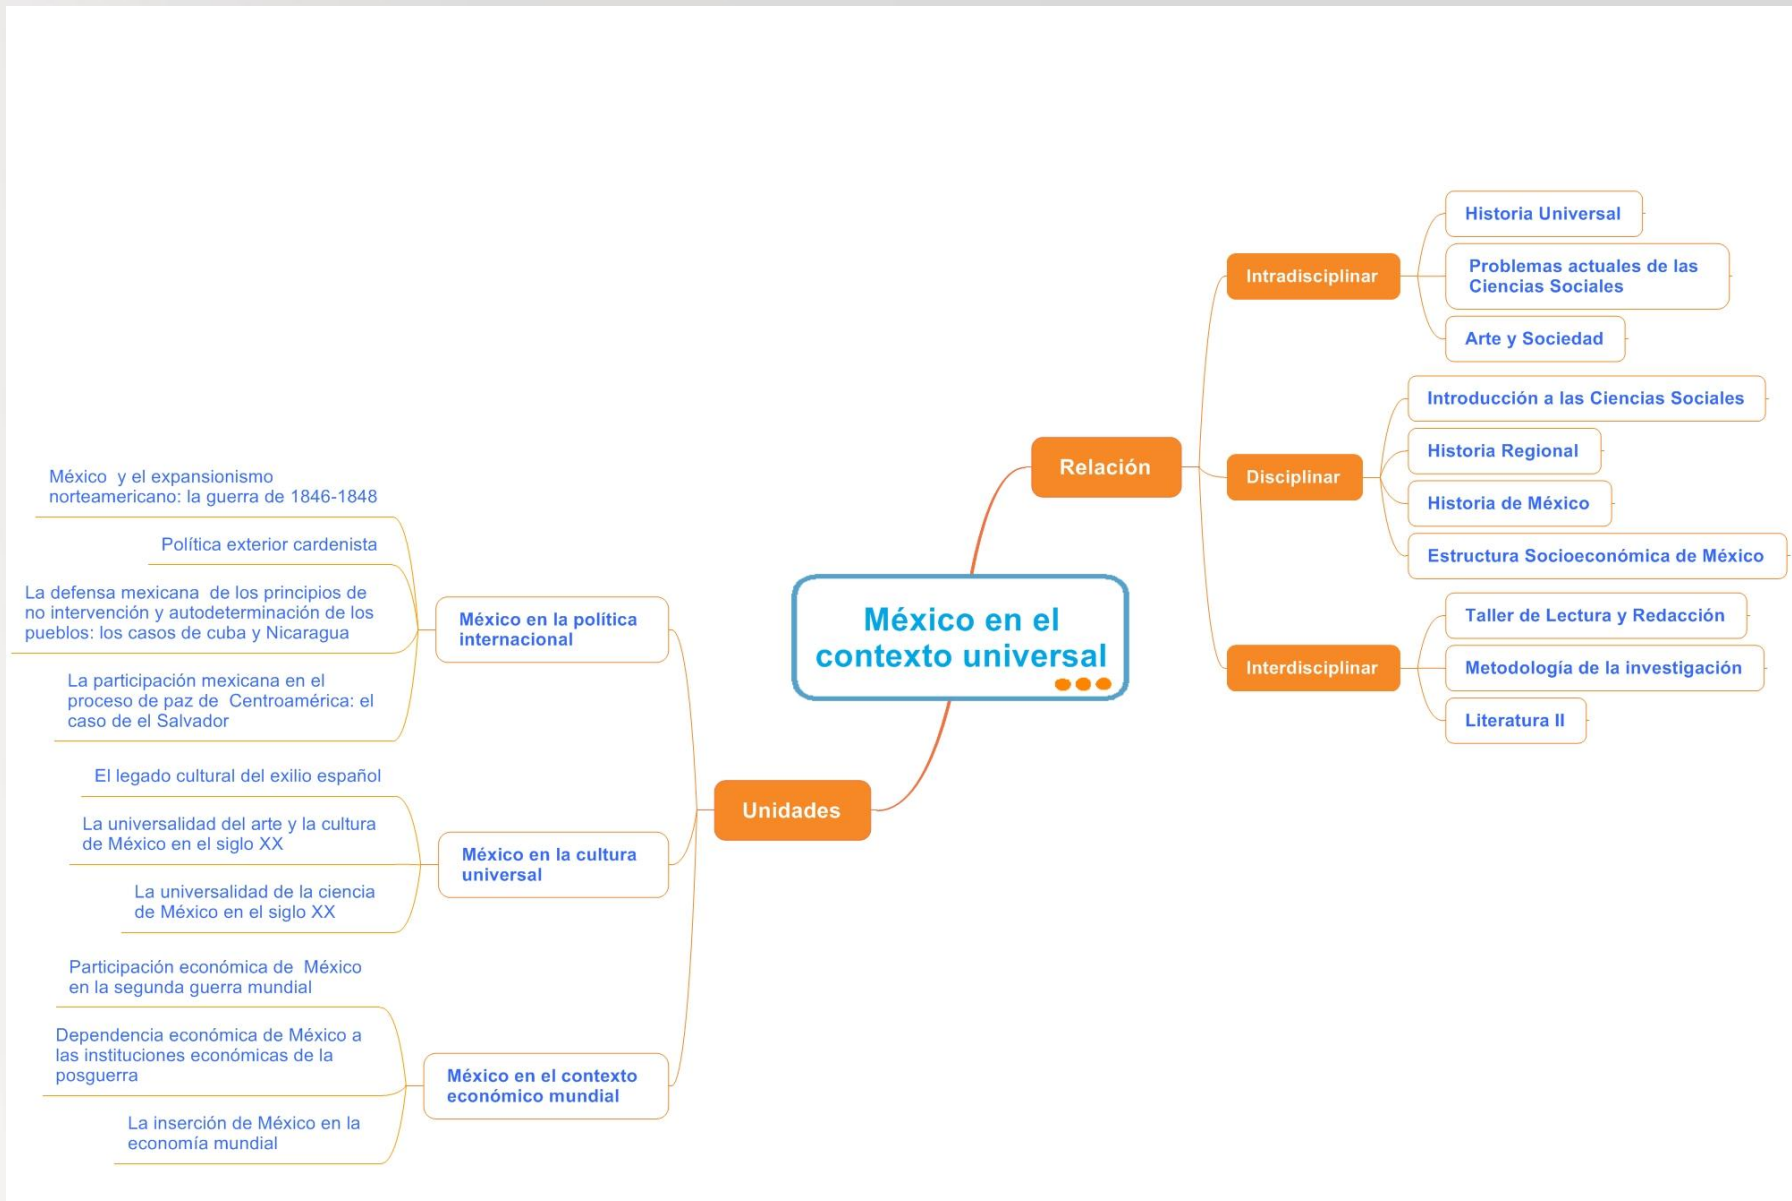 México en el
contexto universal
Relación
Intradisciplinar
Historia Universal
Problemas actuales de las
Ciencias Sociales
Arte y Sociedad
Disciplinar
Introducción a las Ciencias Sociales
Historia Regional
Historia de México
Estructura Socioeconómica de México
Interdisciplinar
Taller de Lectura y Redacción
Metodología de la investigación
Literatura II
Unidades
México en la política
internacional
México  y el expansionismo
norteamericano: la guerra de 1846-1848
Política exterior cardenista
La defensa mexicana  de los principios de
no intervención y autodeterminación de los
pueblos: los casos de cuba y Nicaragua
La participación mexicana en el
proceso de paz de  Centroamérica: el
caso de el Salvador
México en la cultura
universal
El legado cultural del exilio español
La universalidad del arte y la cultura
de México en el siglo XX
La universalidad de la ciencia
de México en el siglo XX
México en el contexto
económico mundial
Participación económica de  México
en la segunda guerra mundial
Dependencia económica de México a
las instituciones económicas de la
posguerra
La inserción de México en la
economía mundial